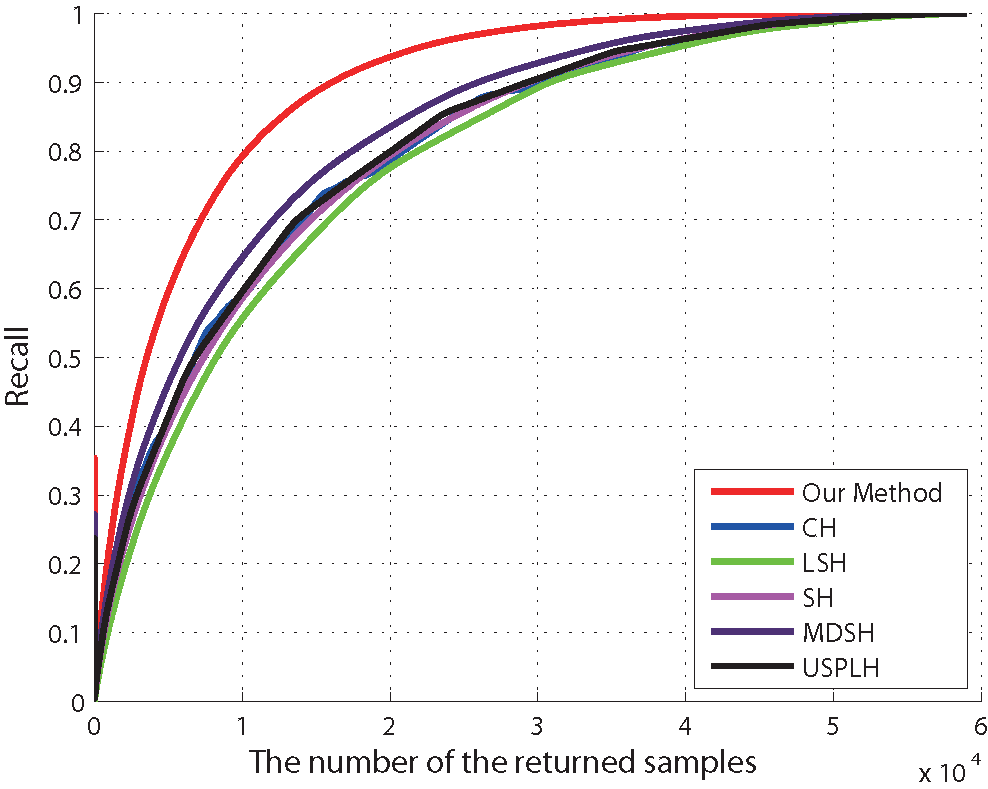 1
0.9
0.8
0.7
0.6
0.5
0.4
0.3
0.2
0.1
0
Recall
Our Method
CH
LSH
SH
MDSH
USPLH
0 1 2 3 4 5 6
The number of the returned samples
x 10 4